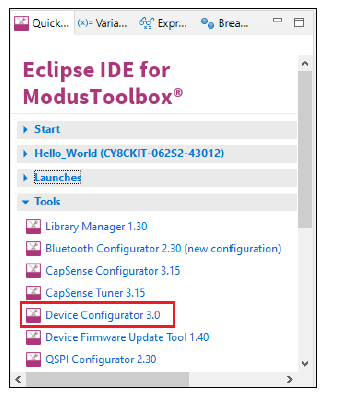 Quick... (x)= Varia... Expr... Brea...
Eclipse IDE for
ModusToolbox®
Start
Hello_World (CY8CKIT-062S2-43012)
Launches
Tools
Library Manager 1.30
Bluetooth Configurator 2.30 (new configuration)
CapSense Configurator 3.15
CapSense Tuner 3.15
Device Configurator 3.0
Device Firmware Update Tool 1.40
QSPI Configurator 2.30